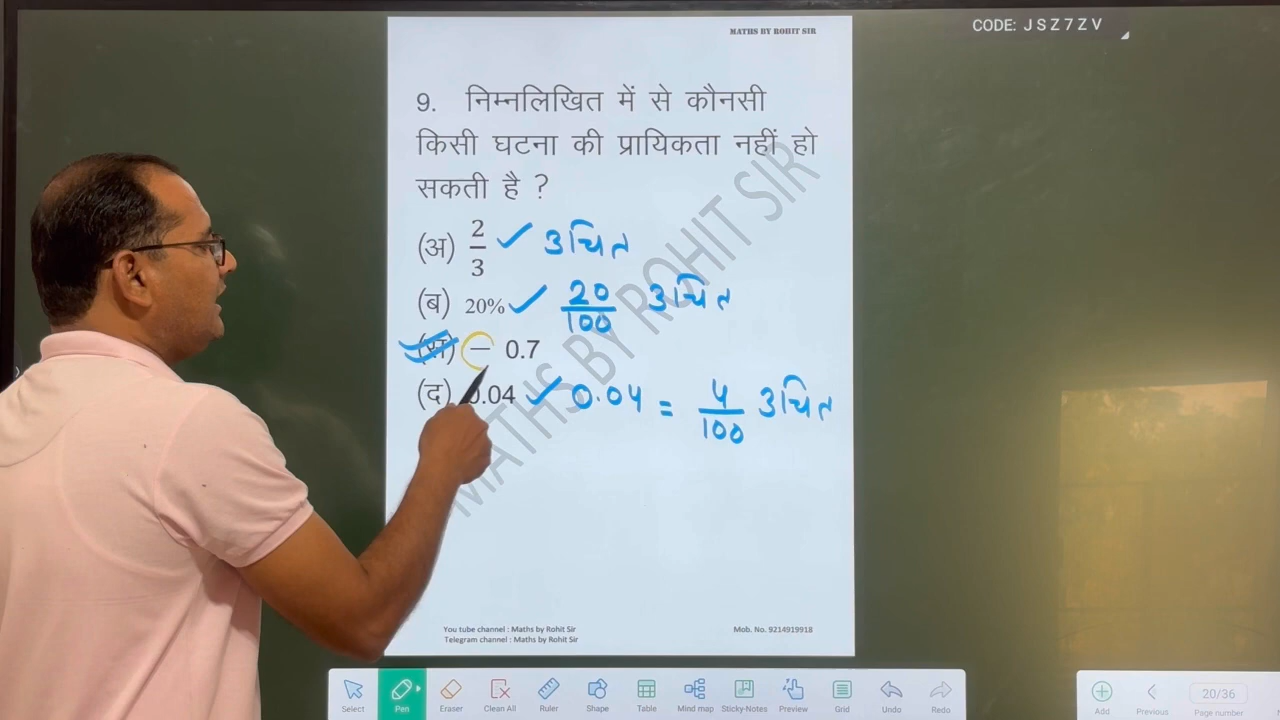 CODE: J S Z 7 Z V
MATHS BY ROHIT SIR
9. निम्नलिखित में से कौनसी
किसी घटना की प्रायिकता नहीं हो
सकती है ?
(अ) 2/3 ✓ उचित
(ब) 20% ✓ 20/100 उचित
(स) – 0.7
(द) 0.04 ✓ 0.04 = 4/100 उचित
MATHS BY ROHIT SIR
You tube channel : Maths by Rohit Sir
Telegram channel : Maths by Rohit Sir
Mob. No. 9214919918
Select Pen Eraser Clean All Ruler Shape Table Mind map Sticky-Notes Preview Grid Undo Redo
Add Previous 20/36 Page number